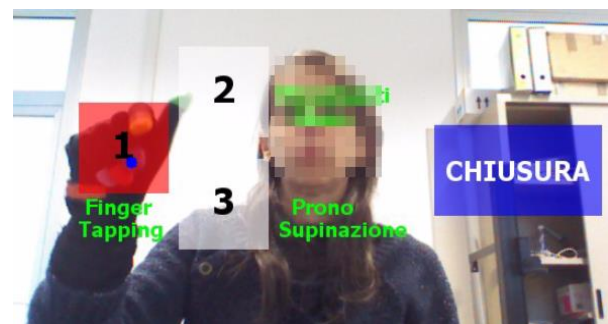 1
Finger
Tapping
2
3
Prono
Supinazione
CHIUSURA